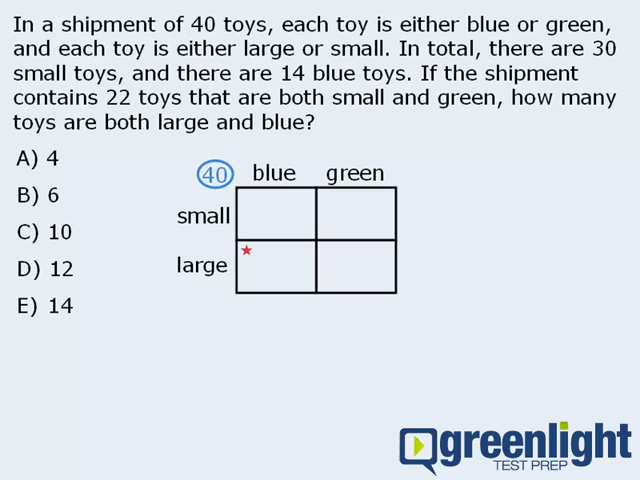 In a shipment of 40 toys, each toy is either blue or green,
and each toy is either large or small. In total, there are 30
small toys, and there are 14 blue toys. If the shipment
contains 22 toys that are both small and green, how many
toys are both large and blue?
A) 4
B) 6
C) 10
D) 12
E) 14
40 blue green
small
large
greenlight
TEST PREP